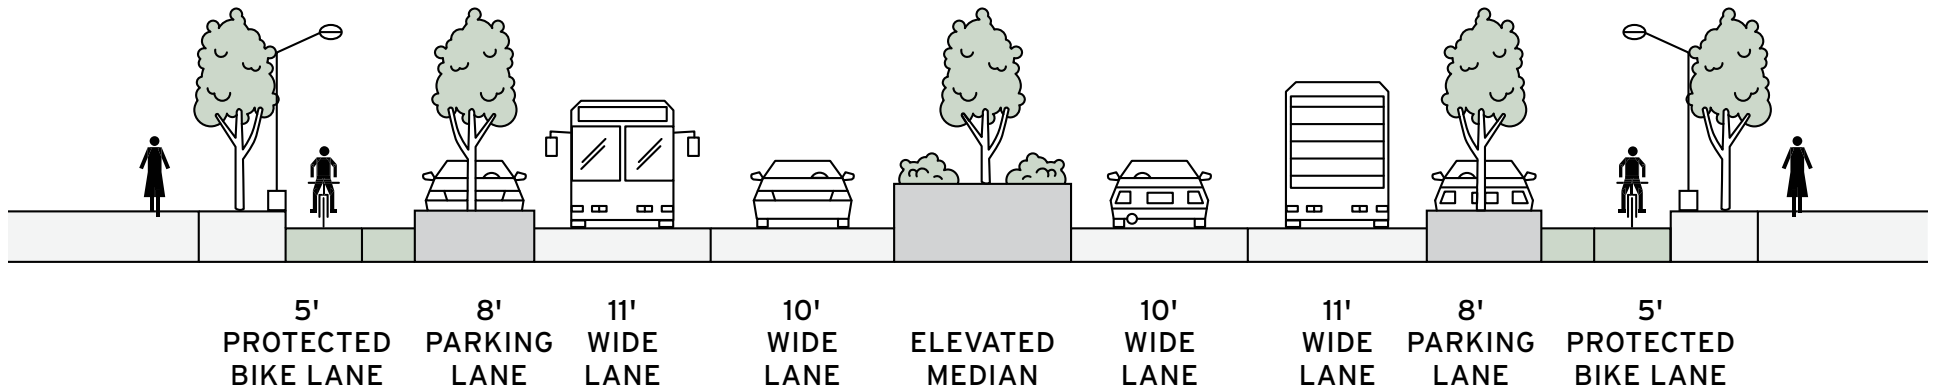 5'
PROTECTED
BIKE LANE
8'
PARKING
LANE
11'
WIDE
LANE
10'
WIDE
LANE
ELEVATED
MEDIAN
10'
WIDE
LANE
11'
WIDE
LANE
8'
PARKING
LANE
5'
PROTECTED
BIKE LANE